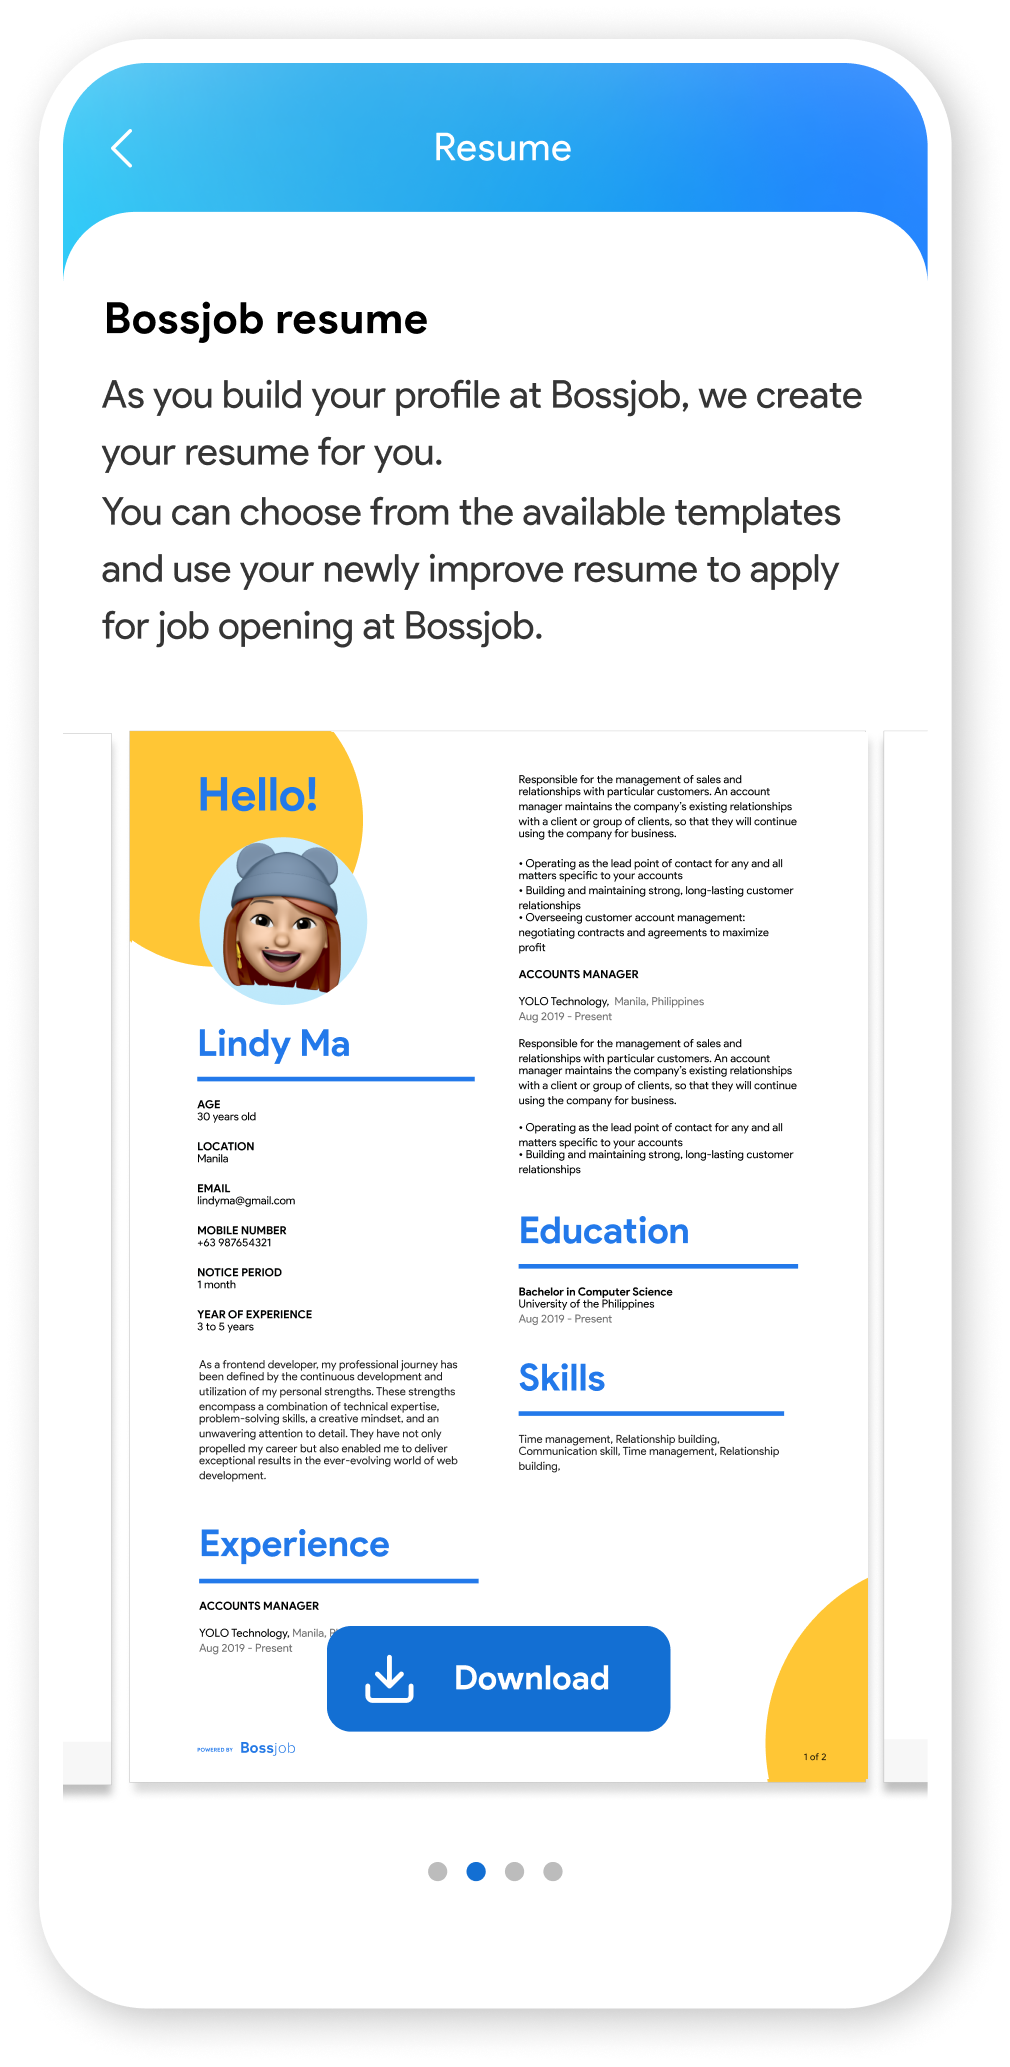 Resume
Bossjob resume
As you build your profile at Bossjob, we create
your resume for you.
You can choose from the available templates
and use your newly improve resume to apply
for job opening at Bossjob.
Hello!
Lindy Ma
AGE
30 years old
LOCATION
Manila
EMAIL
lindyma@gmail.com
MOBILE NUMBER
+63 987654321
NOTICE PERIOD
1 month
YEAR OF EXPERIENCE
3 to 5 years
As a frontend developer, my professional journey has
been defined by the continuous development and
utilization of my personal strengths. These strengths
encompass a combination of technical expertise,
problem-solving skills, a creative mindset, and an
unwavering attention to detail. They have not only
propelled my career but also enabled me to deliver
exceptional results in the ever-evolving world of web
development.
Experience
ACCOUNTS MANAGER
YOLO Technology, Manila,
Aug 2019 - Present
POWERED BY Bossjob
Responsible for the management of sales and
relationships with particular customers. An account
manager maintains the company's existing relationships
with a client or group of clients, so that they will continue
using the company for business.
• Operating as the lead point of contact for any and all
matters specific to your accounts
• Building and maintaining strong, long-lasting customer
relationships
• Overseeing customer account management:
negotiating contracts and agreements to maximize
profit
ACCOUNTS MANAGER
YOLO Technology, Manila, Philippines
Aug 2019 - Present
Responsible for the management of sales and
relationships with particular customers. An account
manager maintains the company's existing relationships
with a client or group of clients, so that they will continue
using the company for business.
• Operating as the lead point of contact for any and all
matters specific to your accounts
• Building and maintaining strong, long-lasting customer
relationships
Education
Bachelor in Computer Science
University of the Philippines
Aug 2019 - Present
Skills
Time management, Relationship building,
Communication skill, Time management, Relationship
building,
Download
1 of 2